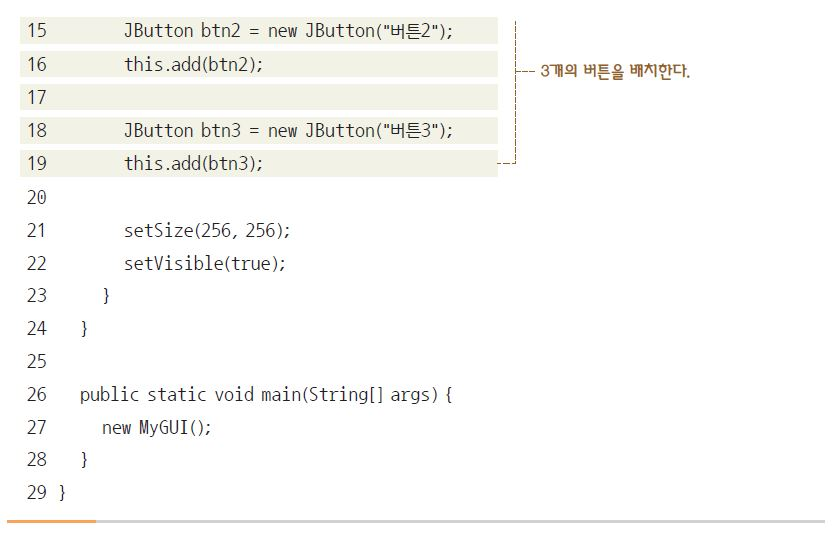 15 JButton btn2 = new JButton("버튼2");
16 this.add(btn2);
3개의 버튼을 배치한다.
17
18 JButton btn3 = new JButton("버튼3");
19 this.add(btn3);
20
21 setSize(256, 256);
22 setVisible(true);
23 }
24 }
25
26 public static void main(String[] args) {
27 new MyGUI();
28 }
29 }